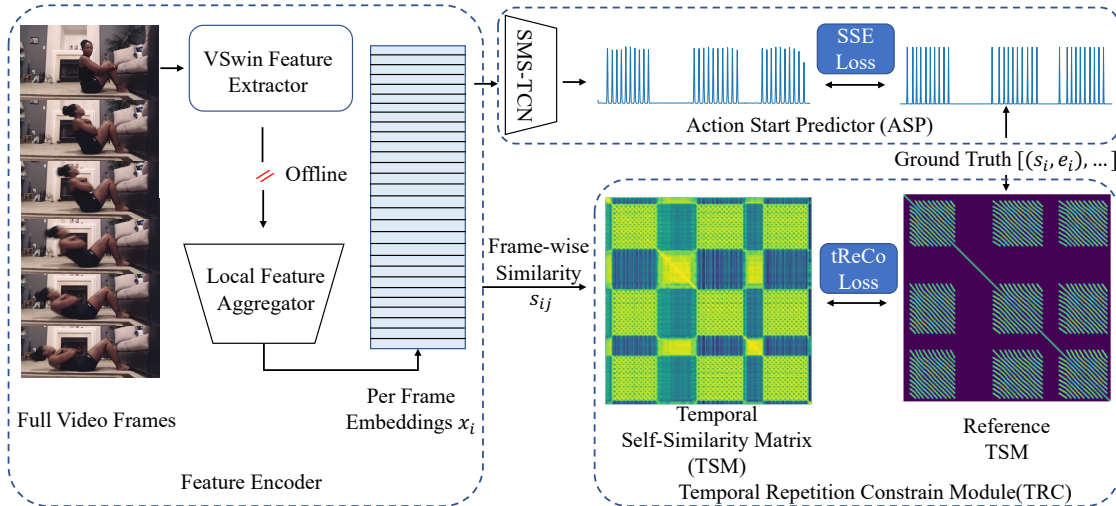 VSwin Feature
Extractor
Offline
Local Feature
Aggregator
Full Video Frames
Per Frame
Embeddings x_i
Feature Encoder
SMS-TCN
SSE
Loss
Action Start Predictor (ASP)
Ground Truth [(s_i, e_i), ...]
Frame-wise
Similarity
s_{ij}
tReCo
Loss
Temporal
Self-Similarity Matrix
(TSM)
Reference
TSM
Temporal Repetition Constrain Module(TRC)